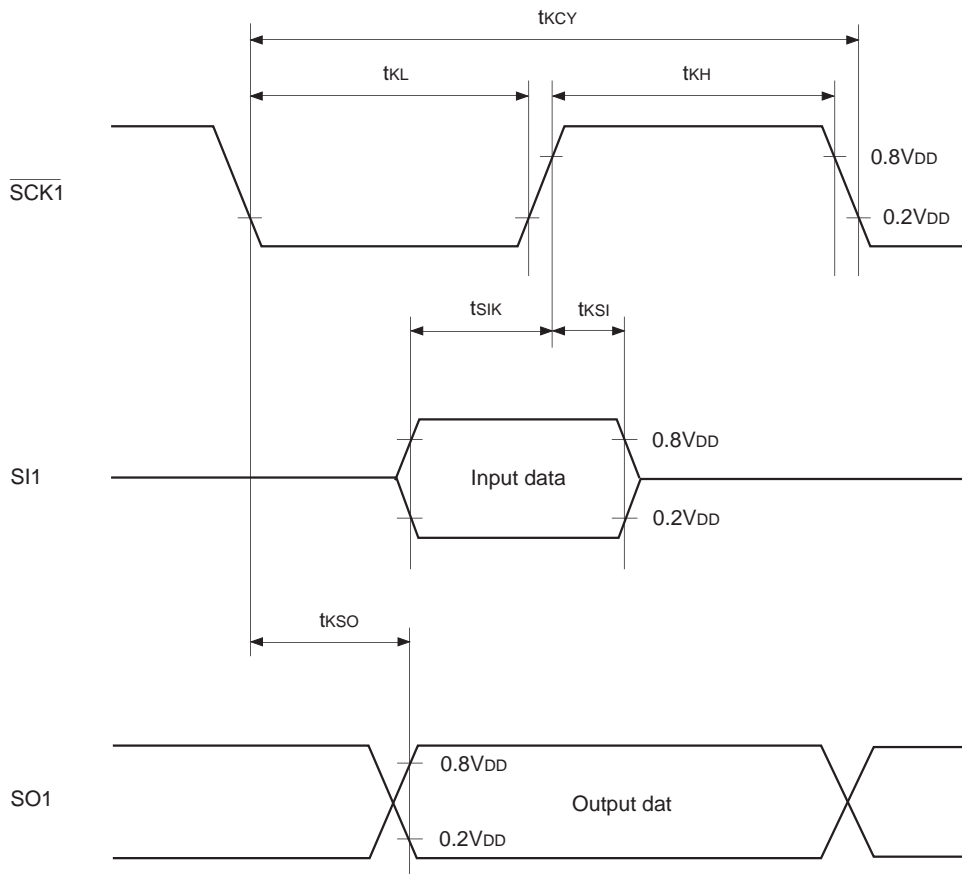 tKCY
tKL
tKH
SCK1
0.8VDD
0.2VDD
tSIK
tKSI
SI1
Input data
0.8VDD
0.2VDD
tKSO
SO1
0.8VDD
Output dat
0.2VDD